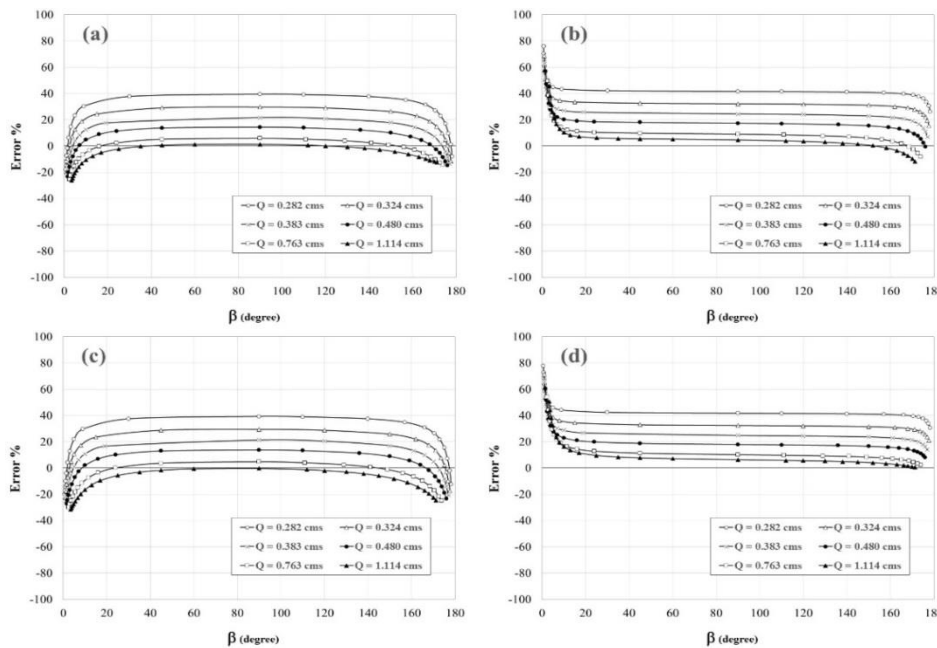 (a)
Error %
100
80
60
40
20
0
-20
-40
-60
-80
-100
Q = 0.282 cms Q = 0.324 cms
Q = 0.383 cms Q = 0.480 cms
Q = 0.763 cms Q = 1.114 cms
0 20 40 60 80 100 120 140 160 180
β (degree)
(b)
Error %
100
80
60
40
20
0
-20
-40
-60
-80
-100
Q = 0.282 cms Q = 0.324 cms
Q = 0.383 cms Q = 0.480 cms
Q = 0.763 cms Q = 1.114 cms
0 20 40 60 80 100 120 140 160 180
β (degree)
(c)
Error %
100
80
60
40
20
0
-20
-40
-60
-80
-100
Q = 0.282 cms Q = 0.324 cms
Q = 0.383 cms Q = 0.480 cms
Q = 0.763 cms Q = 1.114 cms
0 20 40 60 80 100 120 140 160 180
β (degree)
(d)
Error %
100
80
60
40
20
0
-20
-40
-60
-80
-100
Q = 0.282 cms Q = 0.324 cms
Q = 0.383 cms Q = 0.480 cms
Q = 0.763 cms Q = 1.114 cms
0 20 40 60 80 100 120 140 160 180
β (degree)